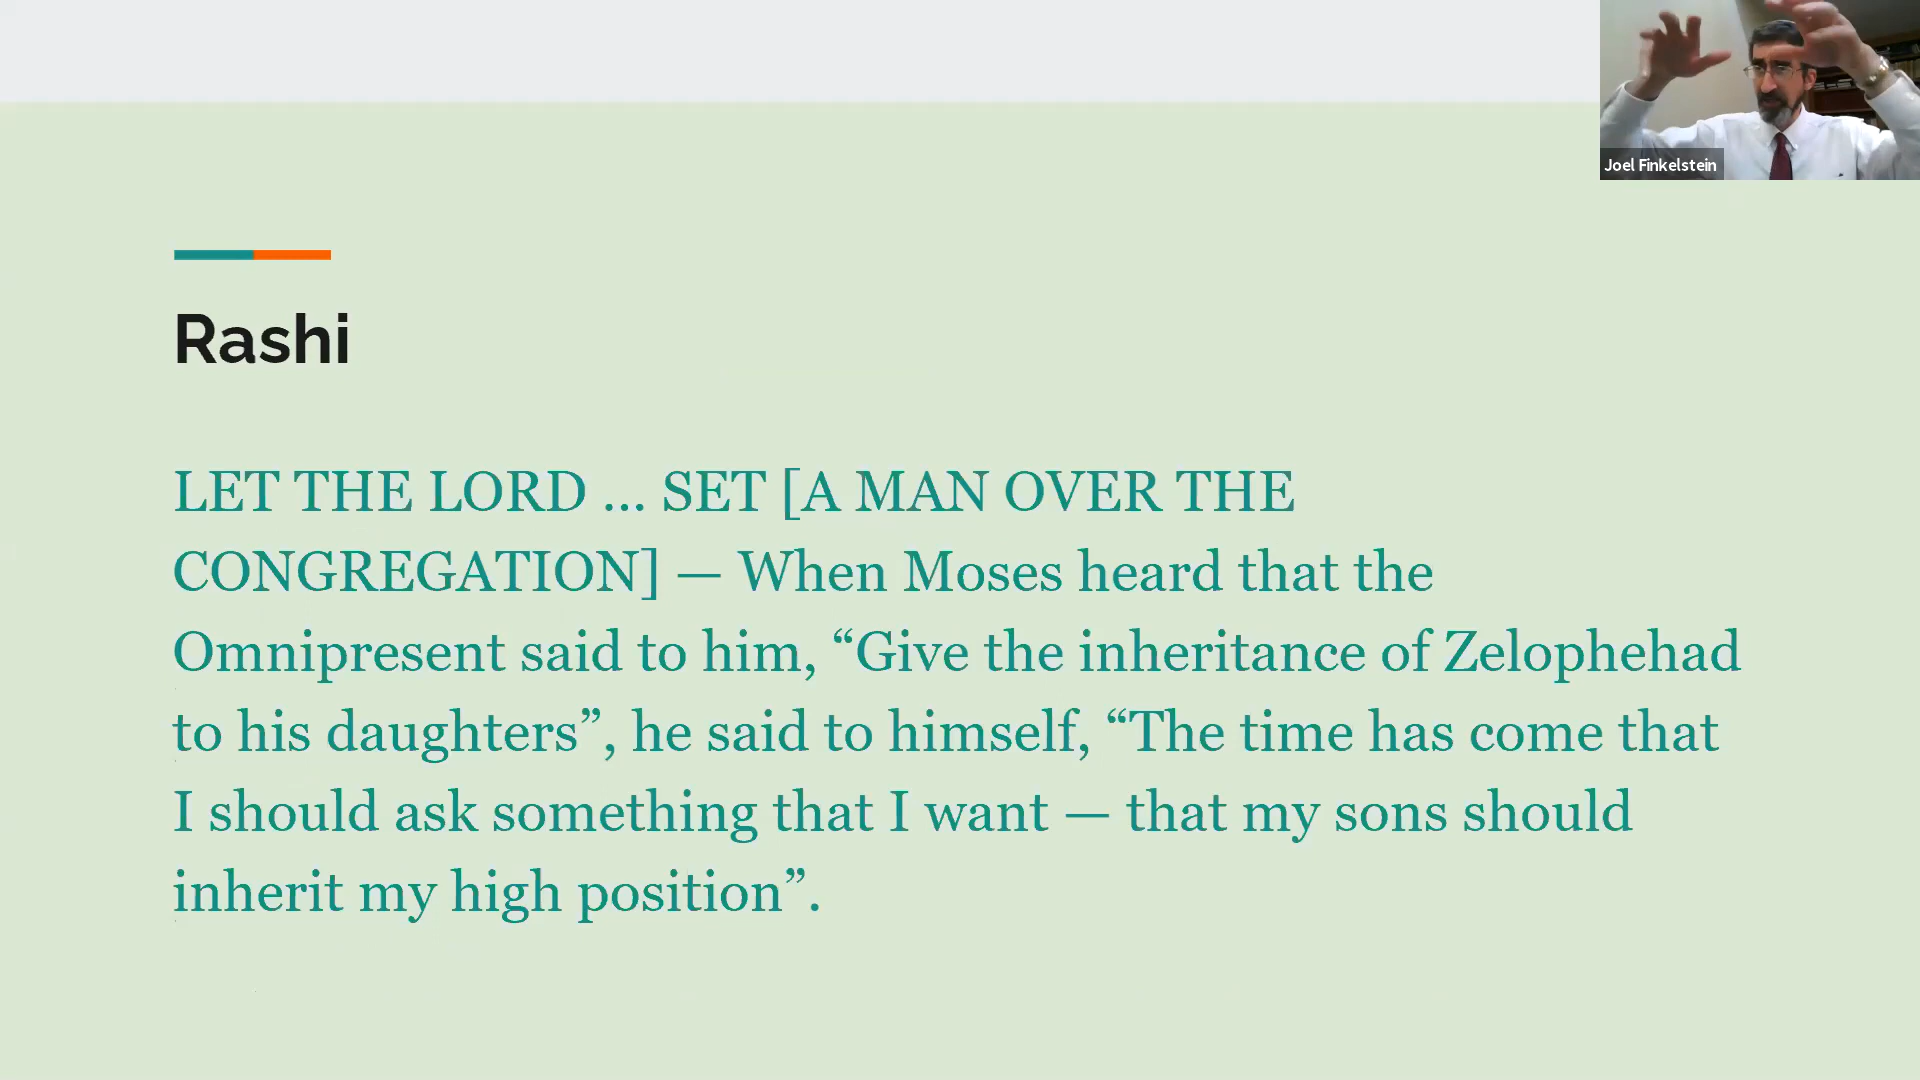 Joel Finkelstein
Rashi
LET THE LORD … SET [A MAN OVER THE
CONGREGATION] — When Moses heard that the
Omnipresent said to him, “Give the inheritance of Zelophehad
to his daughters”, he said to himself, “The time has come that
I should ask something that I want — that my sons should
inherit my high position”.